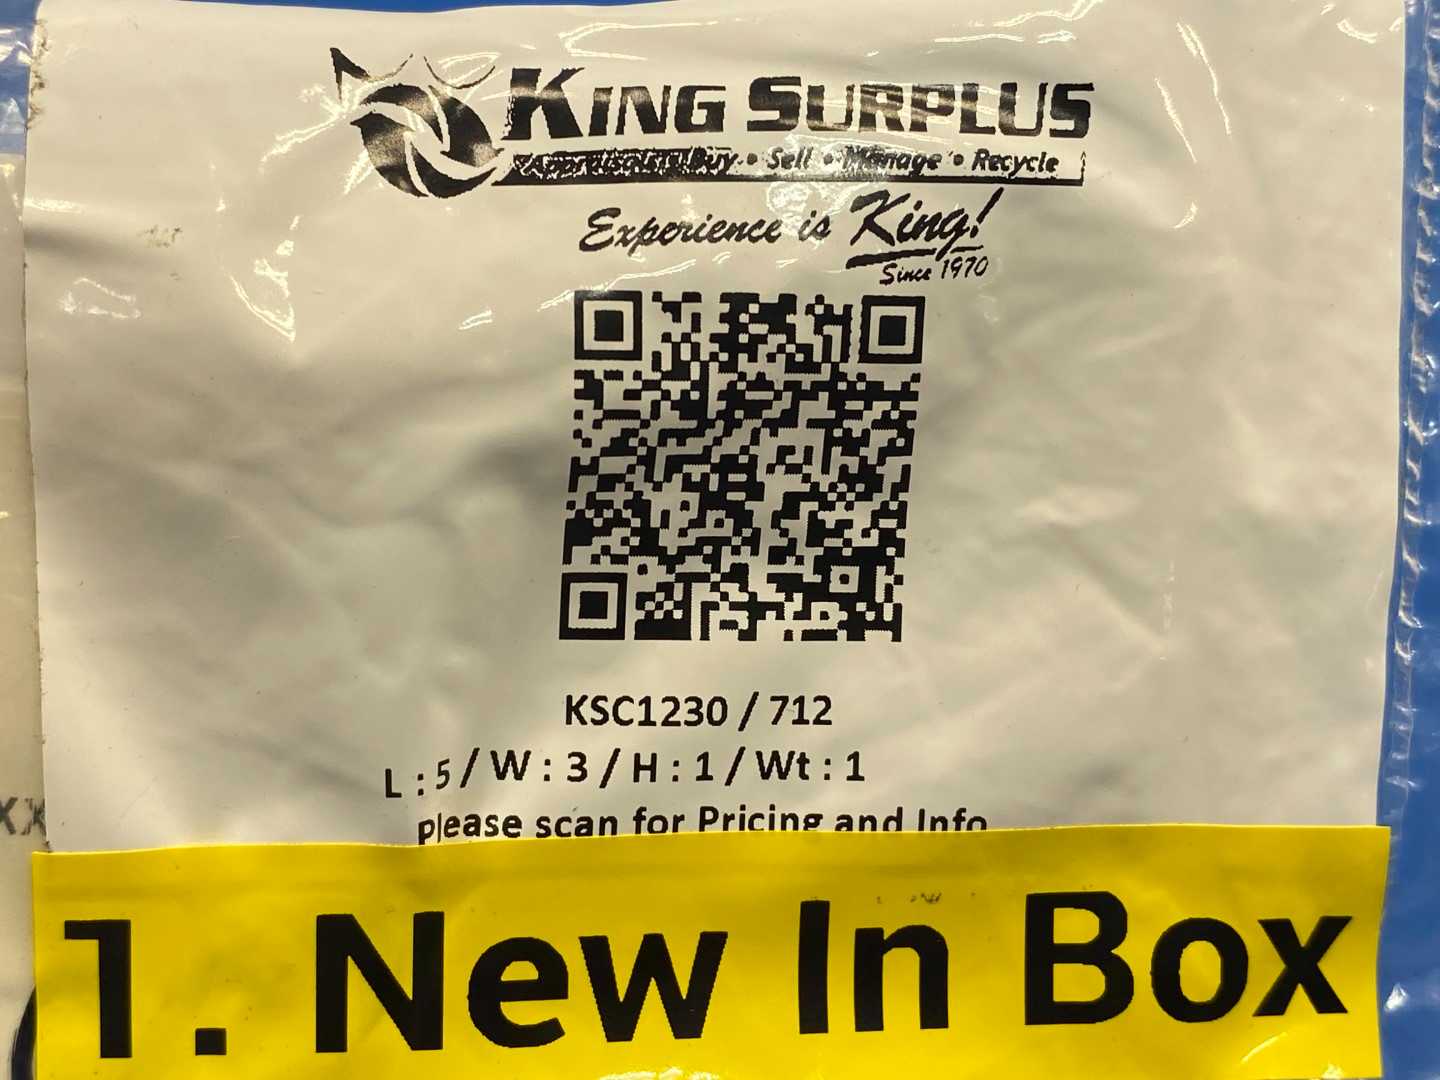 KING SURPLUS
Appraisals • Buy • Sell • Manage • Recycle
Experience is King!
Since 1970
KSC1230 / 712
L : 5 / W : 3 / H : 1 / Wt : 1
Please scan for Pricing and Info
1. New In Box